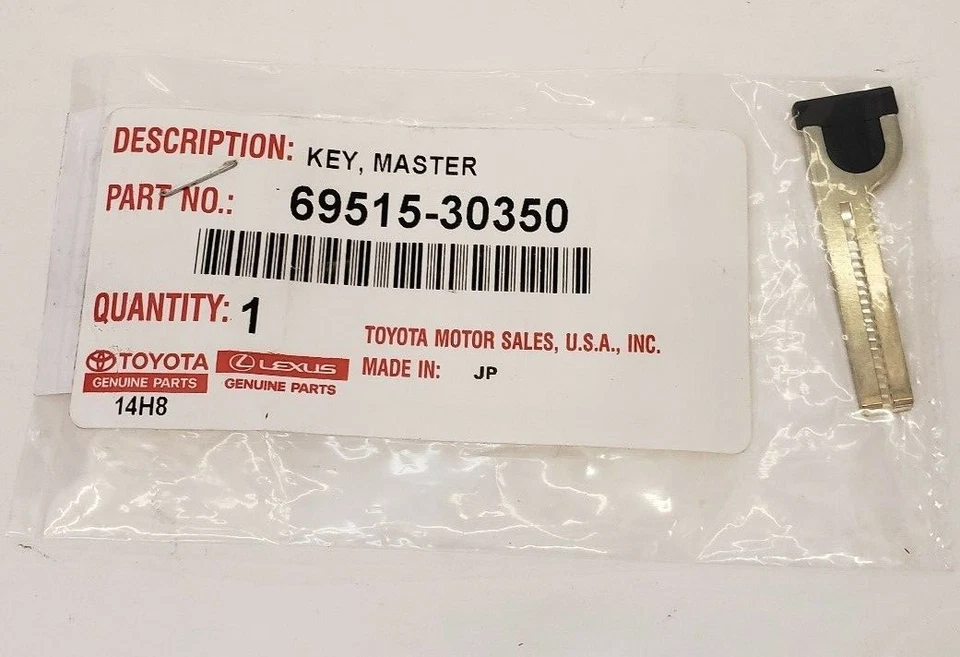 DESCRIPTION: KEY, MASTER
PART NO.: 69515-30350
QUANTITY: 1
TOYOTA MOTOR SALES, U.S.A., INC.
MADE IN: JP
TOYOTA
GENUINE PARTS
LEXUS
GENUINE PARTS
14H8